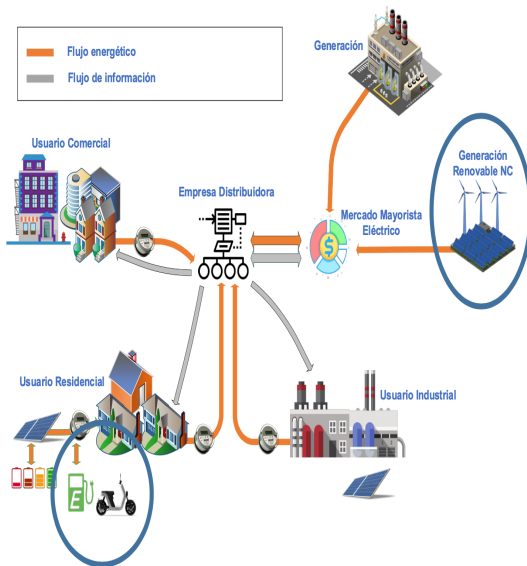 Flujo energético
Flujo de información
Generación
Usuario Comercial
Generación
Renovable NC
Empresa Distribuidora
Mercado Mayorista
Eléctrico
$
Usuario Residencial
Usuario Industrial
E